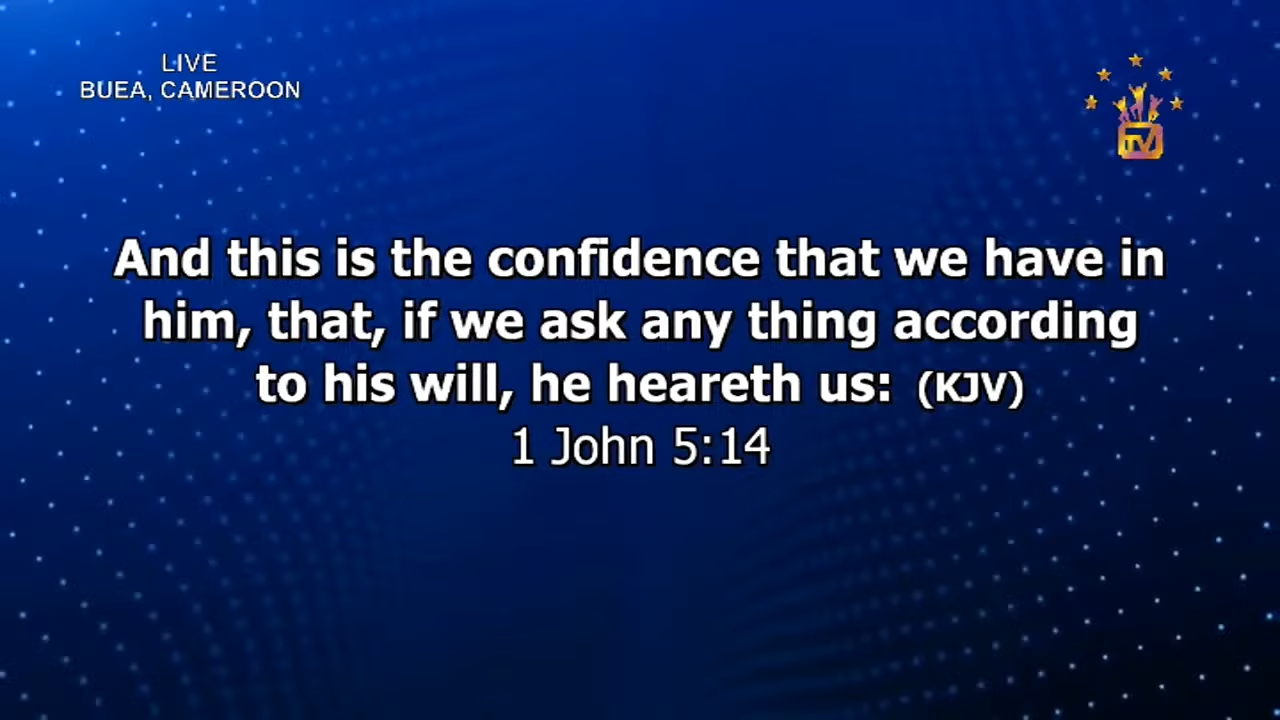 LIVE
BUEA, CAMEROON
TV
And this is the confidence that we have in
him, that, if we ask any thing according
to his will, he heareth us: (KJV)
1 John 5:14